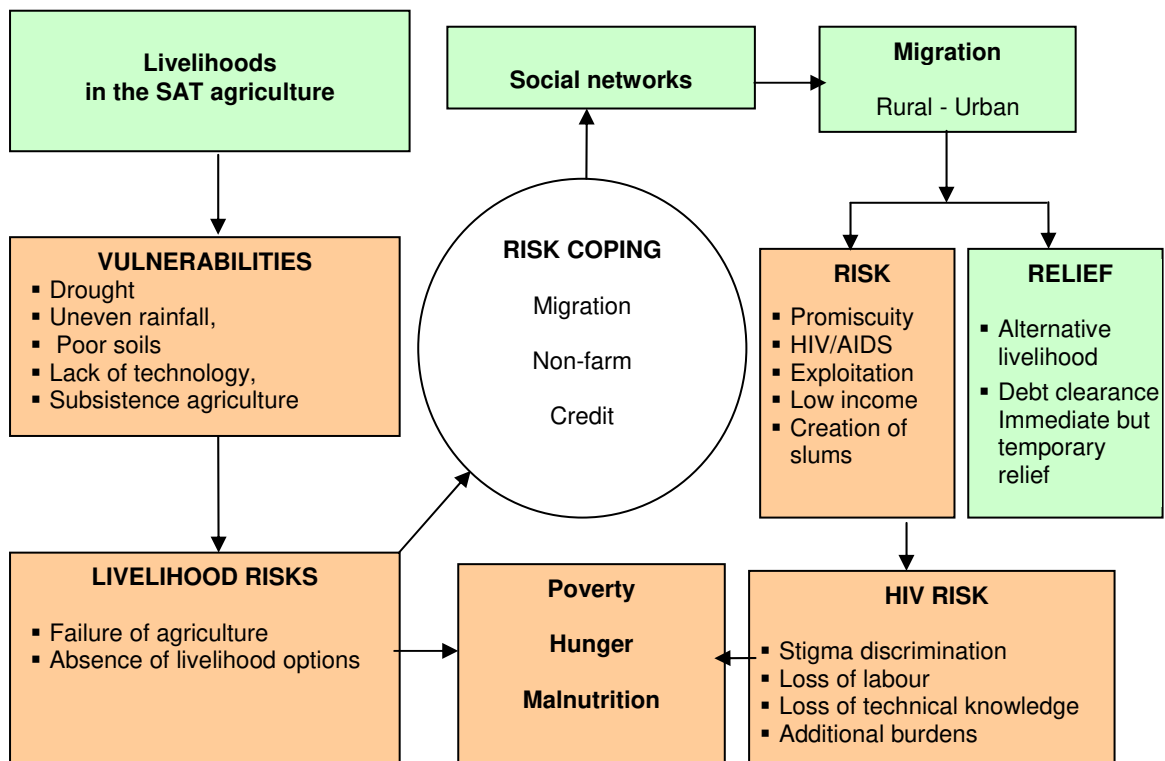 Livelihoods
in the SAT agriculture
Social networks
Migration
Rural - Urban
VULNERABILITIES
▪ Drought
▪ Uneven rainfall,
▪ Poor soils
▪ Lack of technology,
▪ Subsistence agriculture
RISK COPING
Migration
Non-farm
Credit
RISK
▪ Promiscuity
▪ HIV/AIDS
▪ Exploitation
▪ Low income
▪ Creation of
slums
RELIEF
▪ Alternative
livelihood
▪ Debt clearance
Immediate but
temporary
relief
LIVELIHOOD RISKS
▪ Failure of agriculture
▪ Absence of livelihood options
Poverty
Hunger
Malnutrition
HIV RISK
▪ Stigma discrimination
▪ Loss of labour
▪ Loss of technical knowledge
▪ Additional burdens